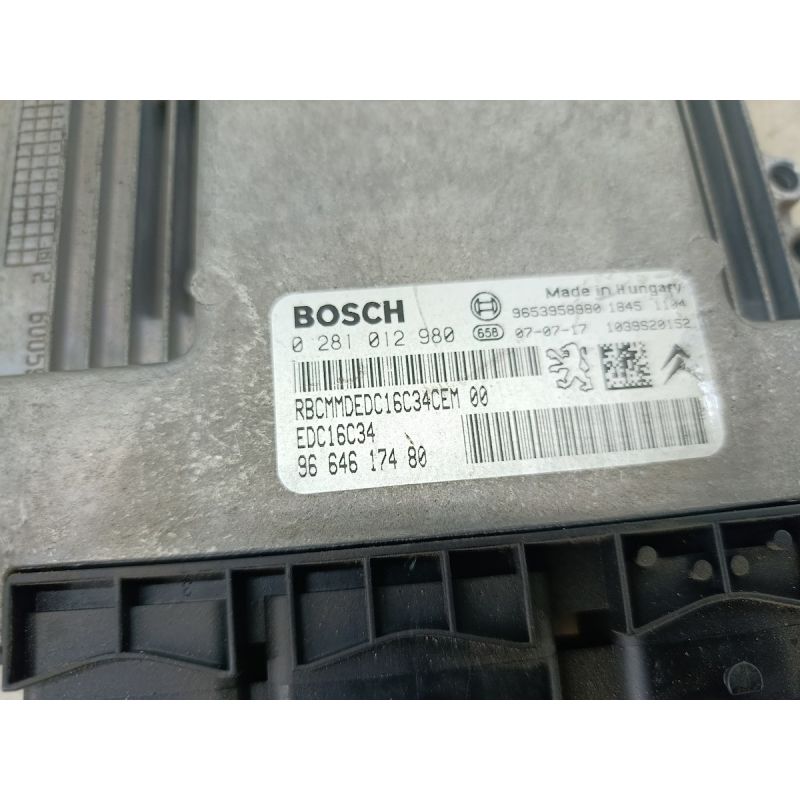 BOSCH
Made in Hungary
9653958980 1845 1104
0 281 012 980
658
07-07-17
1039S20152
RBCMMDEDC16C34CEM 00
EDC16C34
96 646 174 80